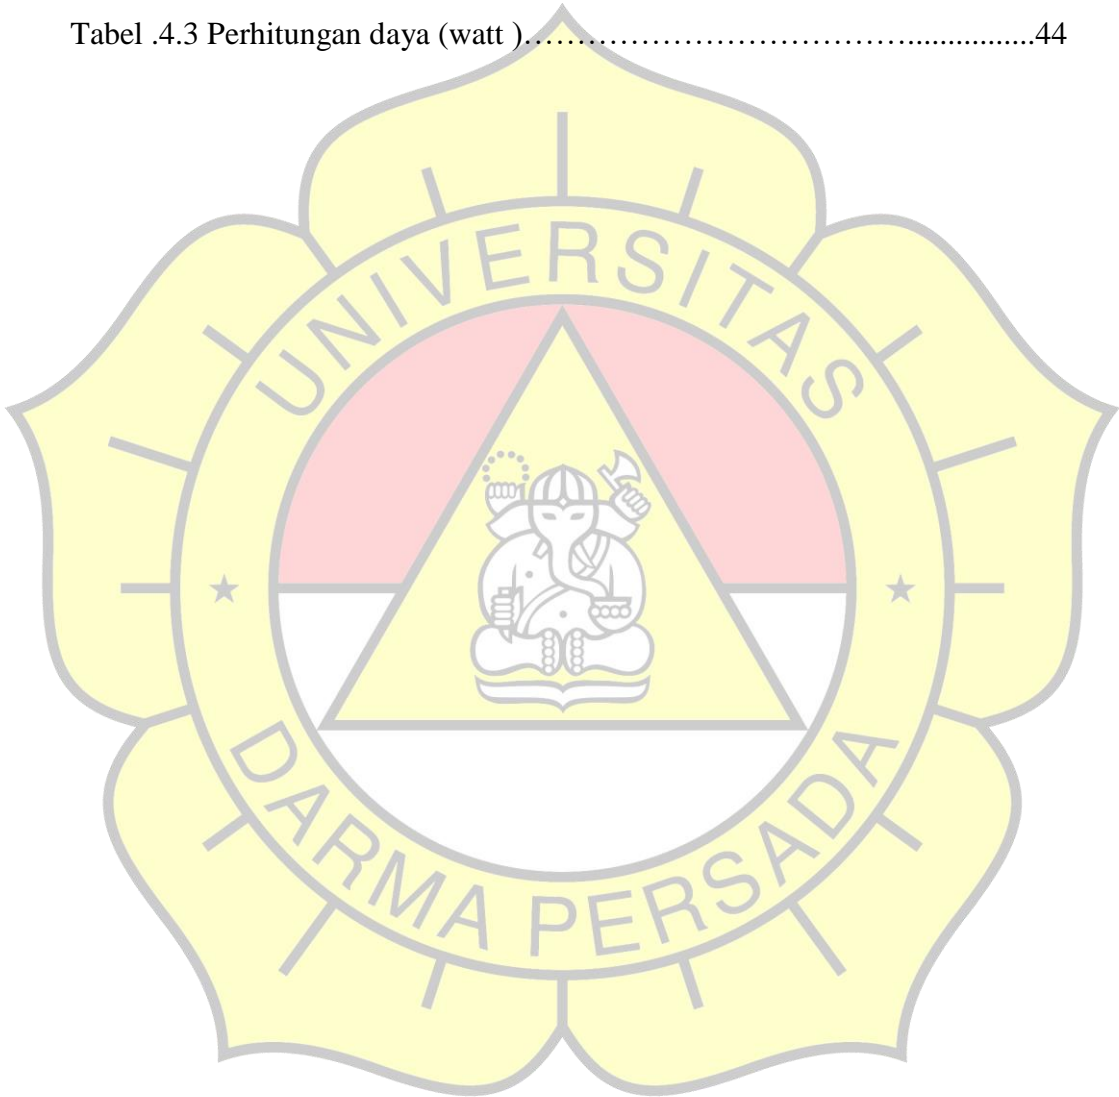 Tabel .4.3 Perhitungan daya (watt )……………………………………...............44
UNIVERSITAS
DARMA PERSADA